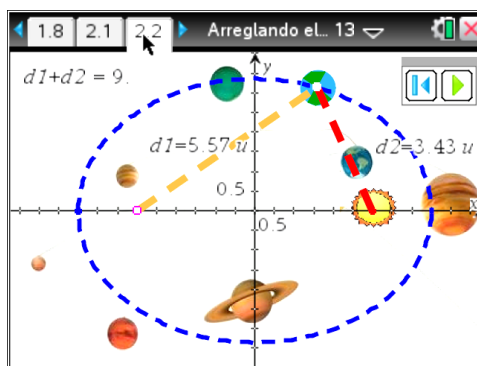 1.8 2.1 2.2 Arreglando el... 13
y
d1+d2 = 9.
d1=5.57 u
d2=3.43 u
0.5
x
0.5